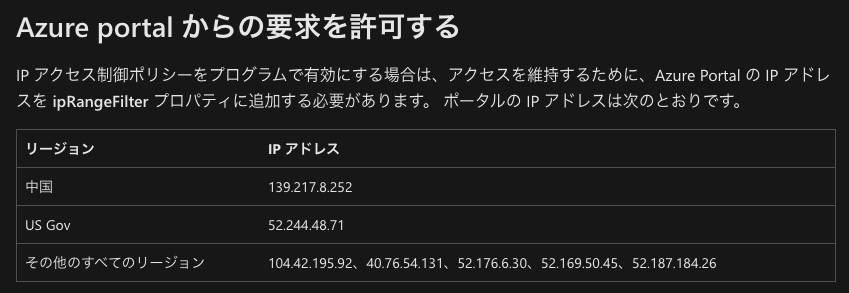 Azure portal からの要求を許可する
IP アクセス制御ポリシーをプログラムで有効にする場合は、アクセスを維持するために、Azure Portal の IP アドレ
スを ipRangeFilter プロパティに追加する必要があります。 ポータルの IP アドレスは次のとおりです。
リージョン IP アドレス
中国 139.217.8.252
US Gov 52.244.48.71
その他のすべてのリージョン 104.42.195.92、40.76.54.131、52.176.6.30、52.169.50.45、52.187.184.26